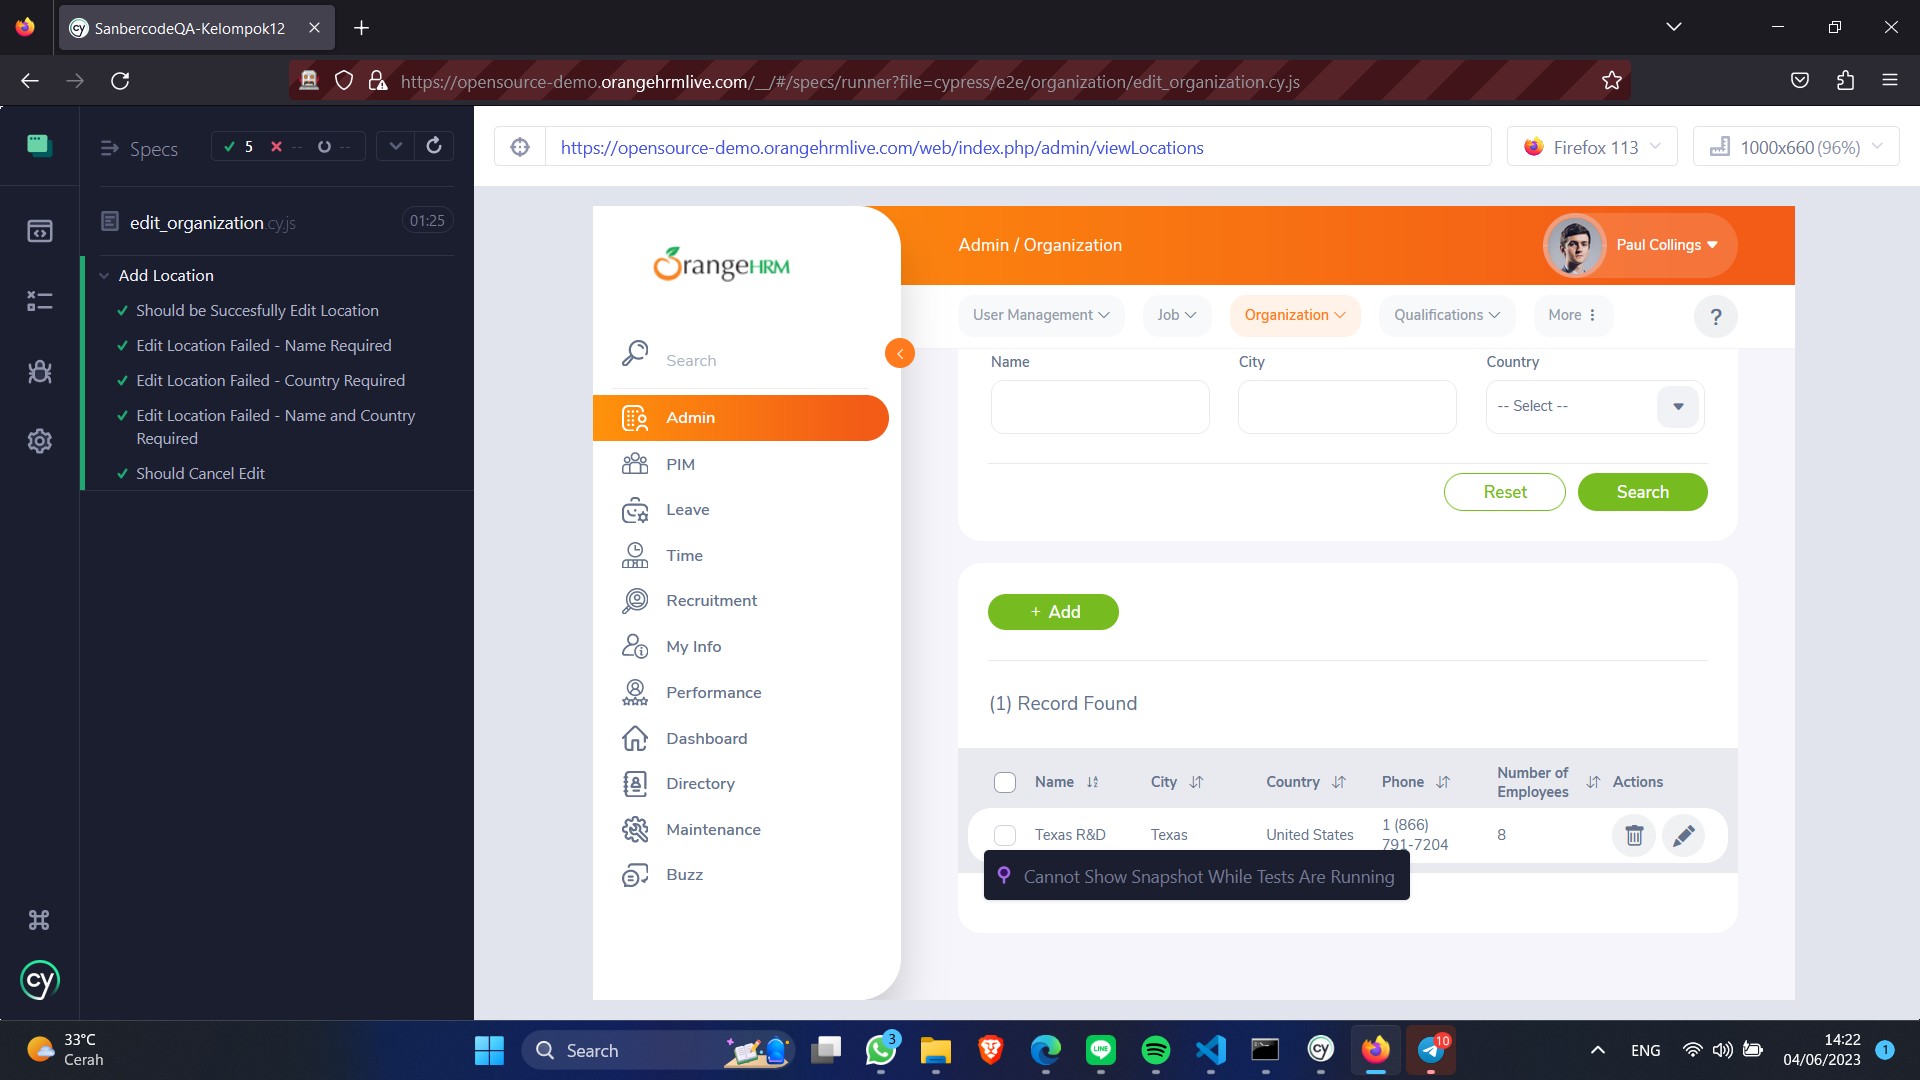 SanbercodeQA-Kelompok12
https://opensource-demo.orangehrmlive.com/__/#/specs/runner?file=cypress/e2e/organization/edit_organization.cy.js
Specs
5 -- --
https://opensource-demo.orangehrmlive.com/web/index.php/admin/viewLocations
Firefox 113
1000x660 (96%)
edit_organization.cy.js
01:25
Add Location
Should be Succesfully Edit Location
Edit Location Failed - Name Required
Edit Location Failed - Country Required
Edit Location Failed - Name and Country
Required
Should Cancel Edit
cy
OrangeHRM
Search
Admin
PIM
Leave
Time
Recruitment
My Info
Performance
Dashboard
Directory
Maintenance
Buzz
Admin / Organization
Paul Collings
User Management
Job
Organization
Qualifications
More
?
Name
City
Country
-- Select --
Reset
Search
+ Add
(1) Record Found
Name
City
Country
Phone
Number of
Employees
Actions
Texas R&D
Texas
United States
1 (866)
791-7204
8
Cannot Show Snapshot While Tests Are Running
33°C
Cerah
Search
3
LINE
cy
10
ENG
14:22
04/06/2023
1